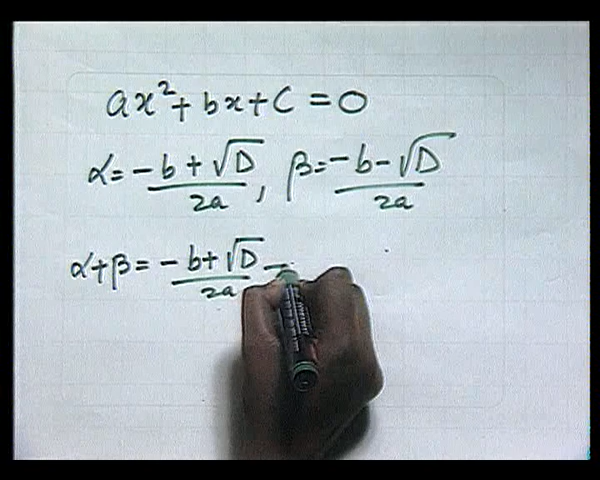 ax²+bx+c=0
α=(-b+√D)/2a, β=(-b-√D)/2a
α+β=(-b+√D)/2a -